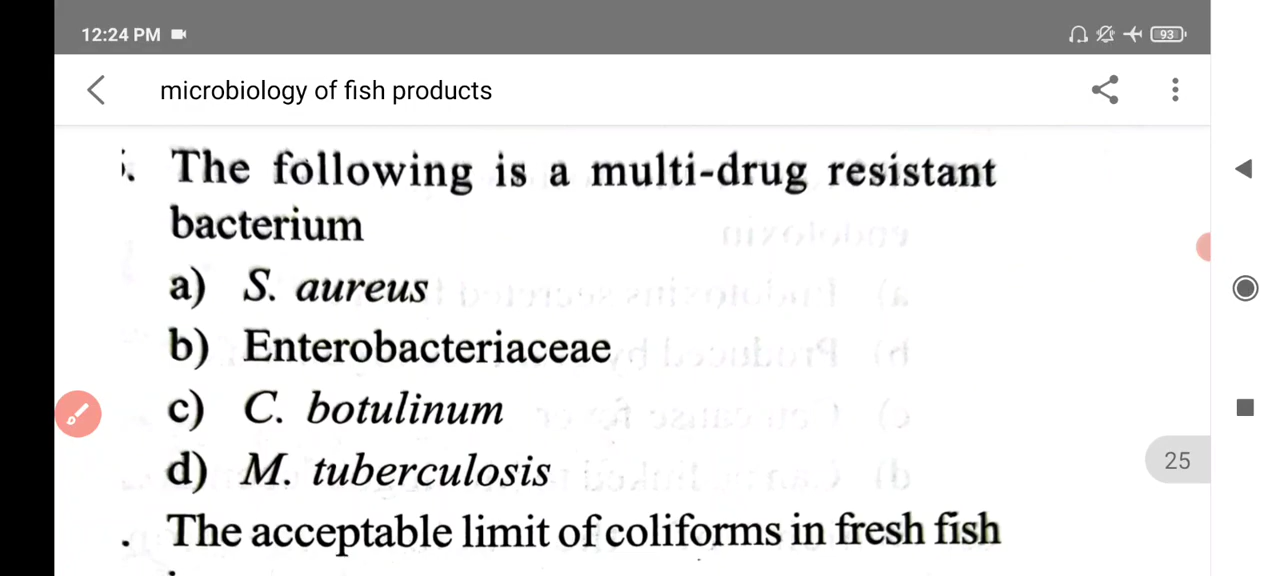 12:24 PM
93
microbiology of fish products
The following is a multi-drug resistant
bacterium
a) S. aureus
b) Enterobacteriaceae
c) C. botulinum
d) M. tuberculosis
25
. The acceptable limit of coliforms in fresh fish